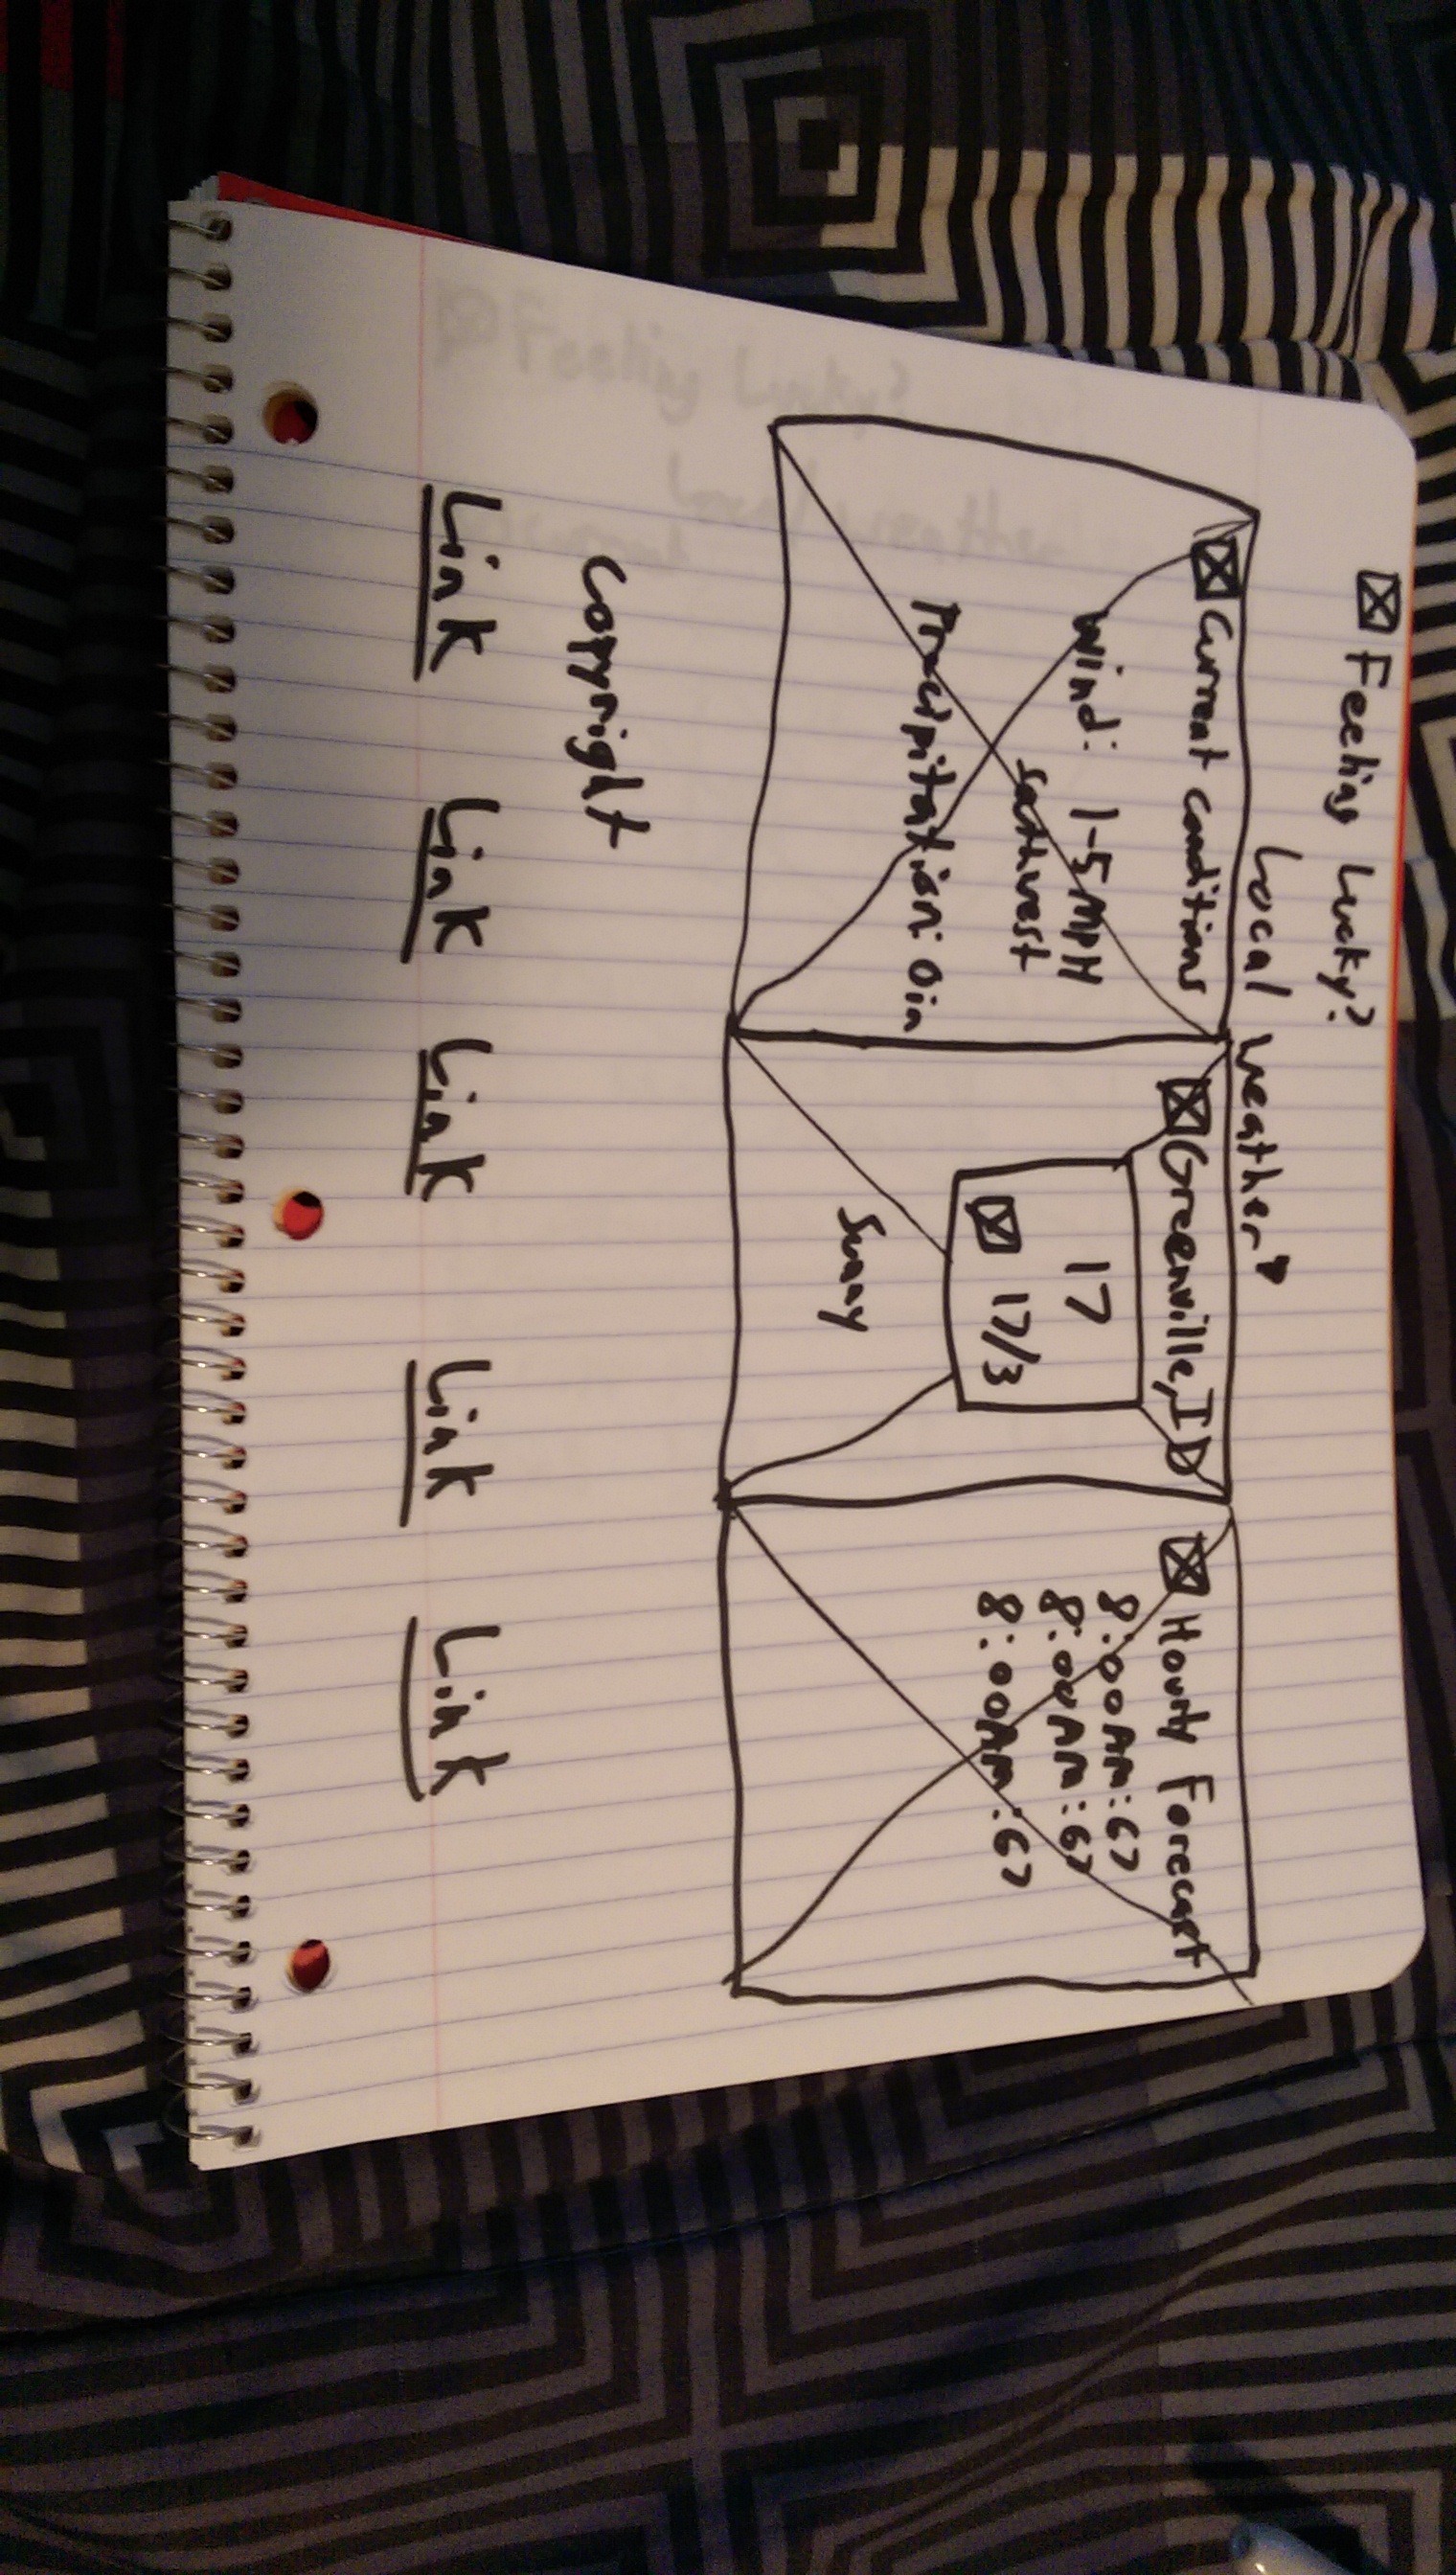 Feeling Lucky?
Local weather
Current conditions
Wind: 1-5 MPH
Southwest
Precipitation: 0in
Greenville, ID
17
17/3
Sunny
Hourly Forecast
8:00AM:67
8:00AM:67
8:00AM:67
Copyright
Link Link Link Link Link